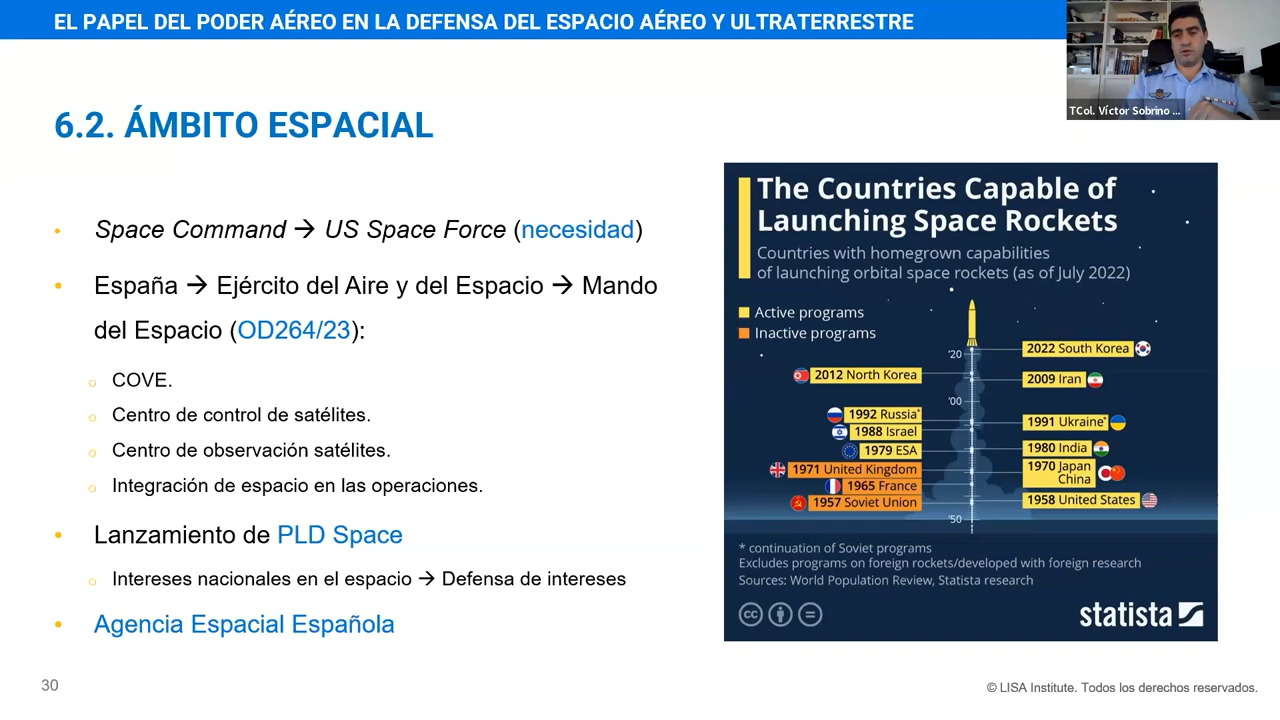 EL PAPEL DEL PODER AÉREO EN LA DEFENSA DEL ESPACIO AÉREO Y ULTRATERRESTRE
TCol. Víctor Sobrino ...
6.2. ÁMBITO ESPACIAL
• Space Command → US Space Force (necesidad)
• España → Ejército del Aire y del Espacio → Mando
del Espacio (OD264/23):
o COVE.
o Centro de control de satélites.
o Centro de observación satélites.
o Integración de espacio en las operaciones.
• Lanzamiento de PLD Space
o Intereses nacionales en el espacio → Defensa de intereses
• Agencia Espacial Española
The Countries Capable of
Launching Space Rockets
Countries with homegrown capabilities
of launching orbital space rockets (as of July 2022)
Active programs
Inactive programs
2022 South Korea
'20
2012 North Korea
2009 Iran
'00
1992 Russia*
1991 Ukraine*
1988 Israel
1980 India
1979 ESA
1971 United Kingdom
1970 Japan
China
1965 France
1958 United States
1957 Soviet Union
'50
* continuation of Soviet programs
Excludes programs on foreign rockets/developed with foreign research
Sources: World Population Review, Statista research
cc
statista
30
© LISA Institute. Todos los derechos reservados.